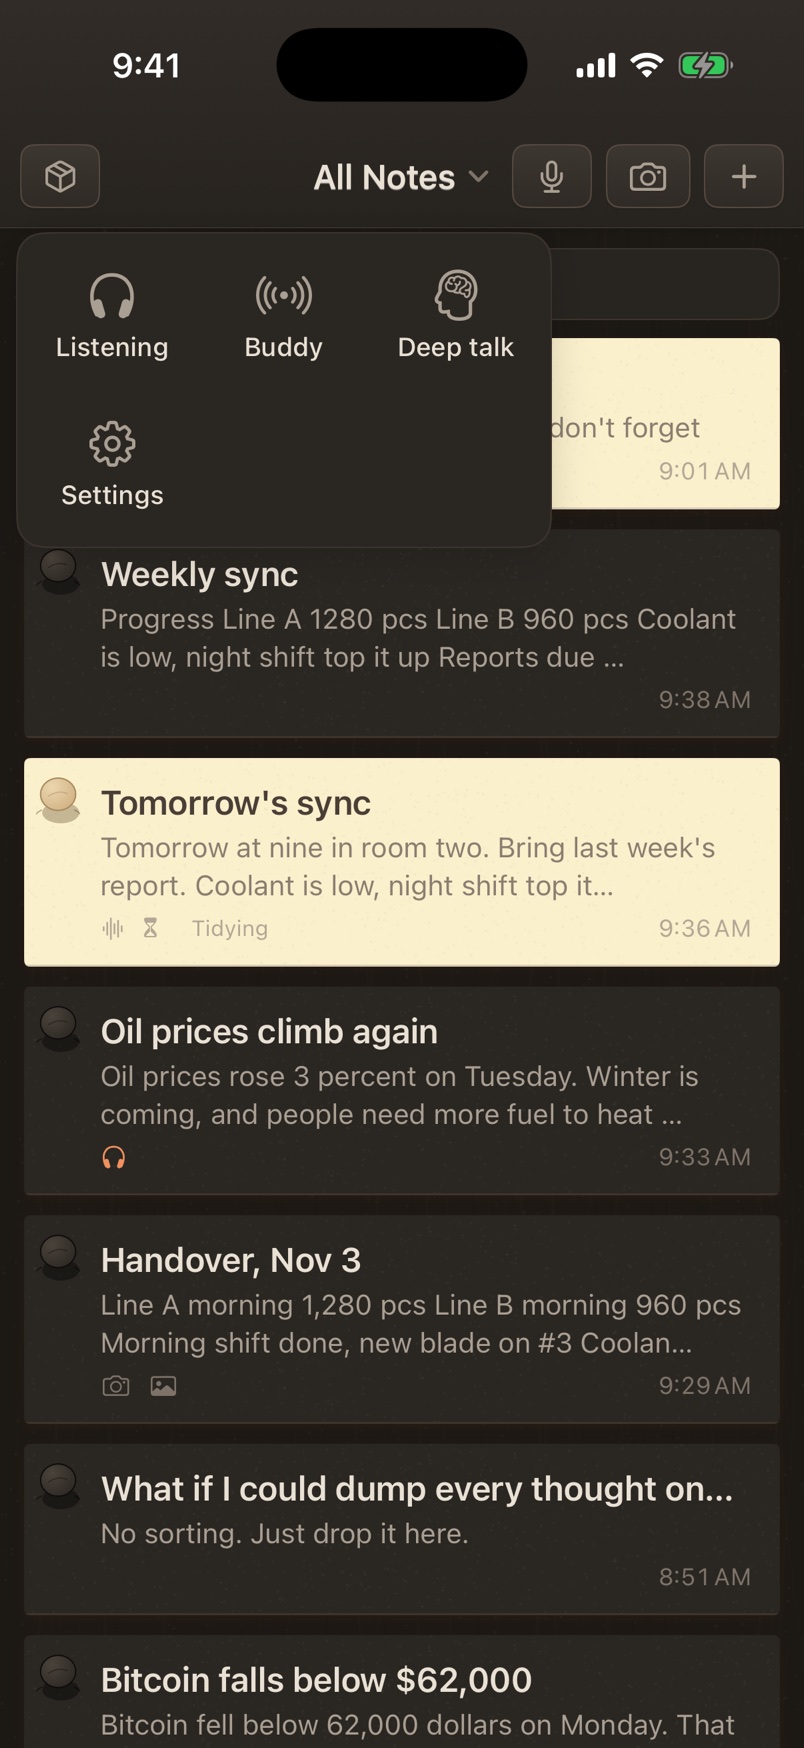 9:41
All Notes
Listening
Buddy
Deep talk
Settings
don't forget
9:01 AM
Weekly sync
Progress Line A 1280 pcs Line B 960 pcs Coolant
is low, night shift top it up Reports due ...
9:38 AM
Tomorrow's sync
Tomorrow at nine in room two. Bring last week's
report. Coolant is low, night shift top it...
Tidying
9:36 AM
Oil prices climb again
Oil prices rose 3 percent on Tuesday. Winter is
coming, and people need more fuel to heat ...
9:33 AM
Handover, Nov 3
Line A morning 1,280 pcs Line B morning 960 pcs
Morning shift done, new blade on #3 Coolan...
9:29 AM
What if I could dump every thought on...
No sorting. Just drop it here.
8:51 AM
Bitcoin falls below $62,000
Bitcoin fell below 62,000 dollars on Monday. That